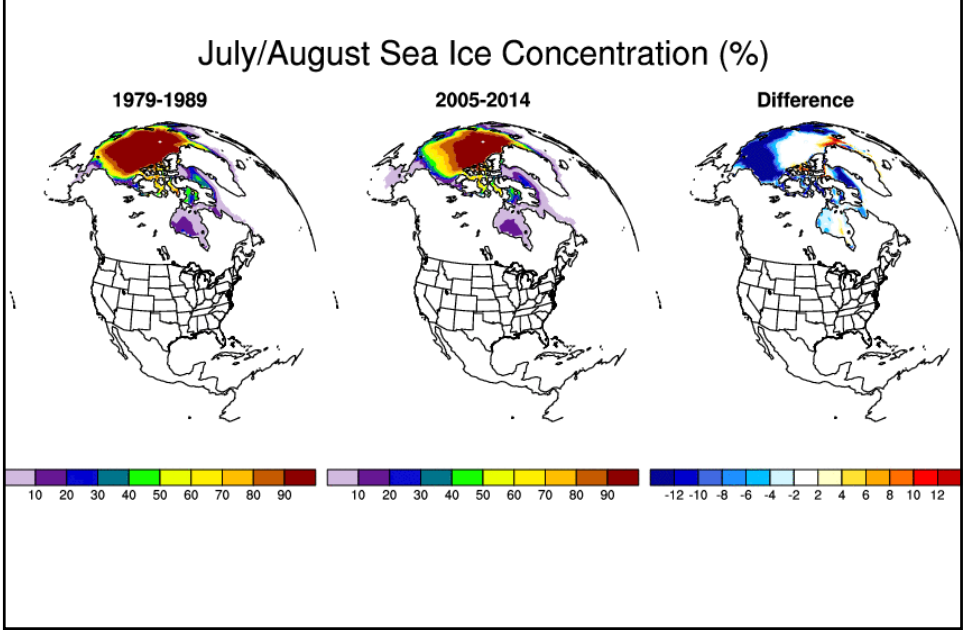 July/August Sea Ice Concentration (%)
1979-1989 2005-2014 Difference
10 20 30 40 50 60 70 80 90 10 20 30 40 50 60 70 80 90 -12 -10 -8 -6 -4 -2 2 4 6 8 10 12